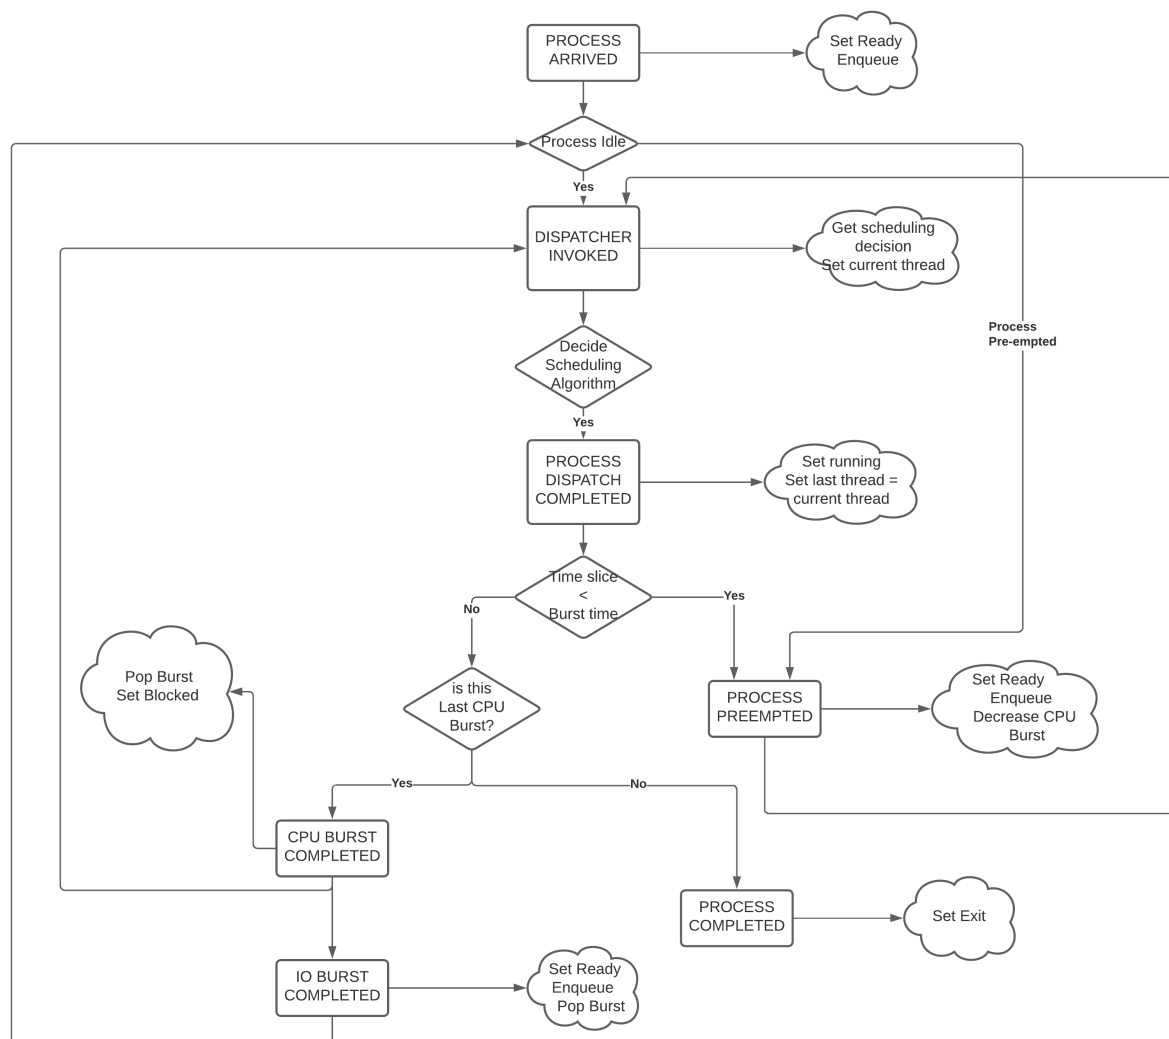 PROCESS
ARRIVED
Set Ready
Enqueue
Process Idle
Yes
DISPATCHER
INVOKED
Get scheduling
decision
Set current thread
Process
Pre-empted
Decide
Scheduling
Algorithm
Yes
PROCESS
DISPATCH
COMPLETED
Set running
Set last thread =
current thread
Time slice
<
Burst time
No
Yes
Pop Burst
Set Blocked
is this
Last CPU
Burst?
PROCESS
PREEMPTED
Set Ready
Enqueue
Decrease CPU
Burst
Yes
No
CPU BURST
COMPLETED
PROCESS
COMPLETED
Set Exit
IO BURST
COMPLETED
Set Ready
Enqueue
Pop Burst